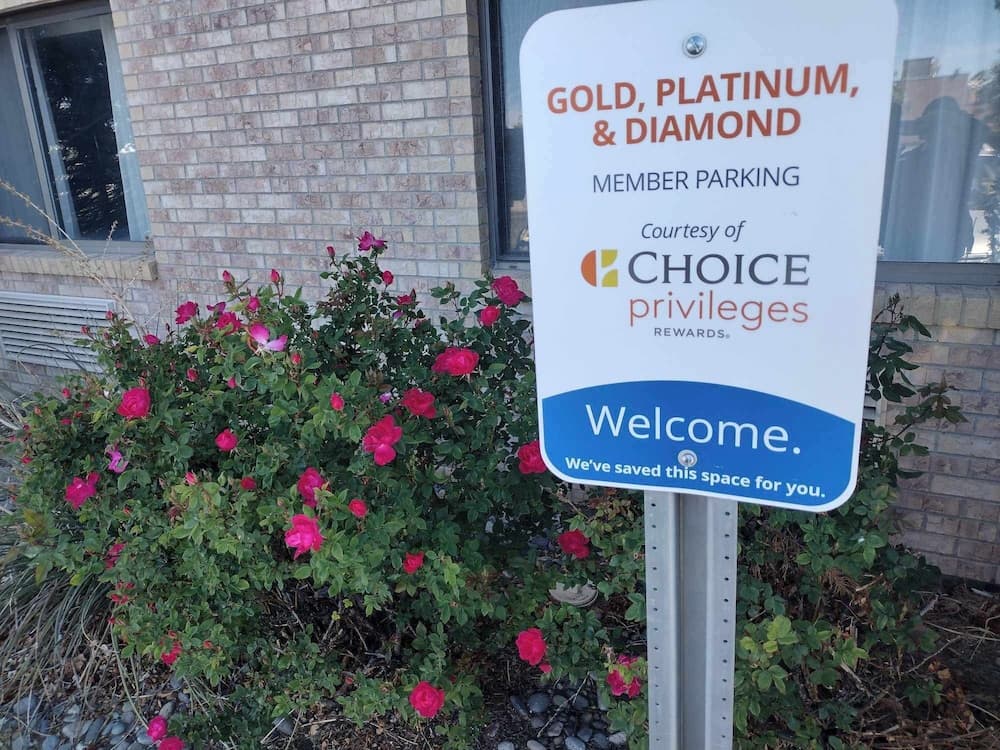 GOLD, PLATINUM,
& DIAMOND
MEMBER PARKING
Courtesy of
CHOICE
privileges
REWARDS®
Welcome.
We've saved this space for you.